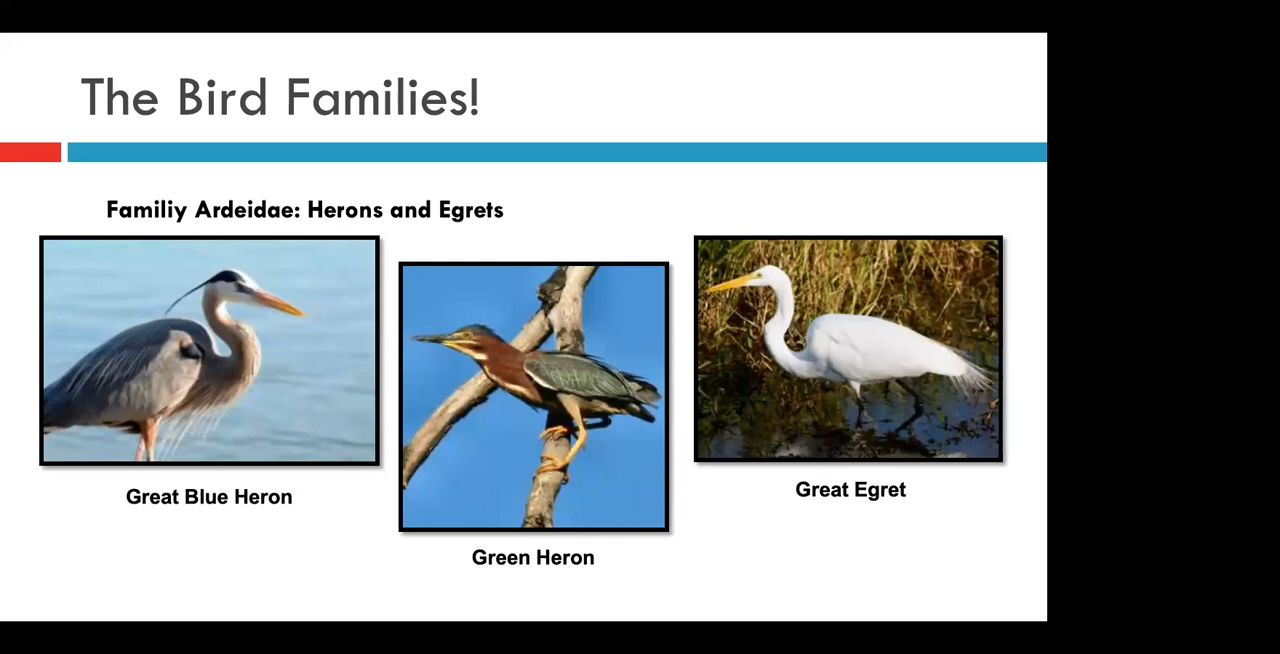 The Bird Families!
Familiy Ardeidae: Herons and Egrets
Great Blue Heron
Great Egret
Green Heron